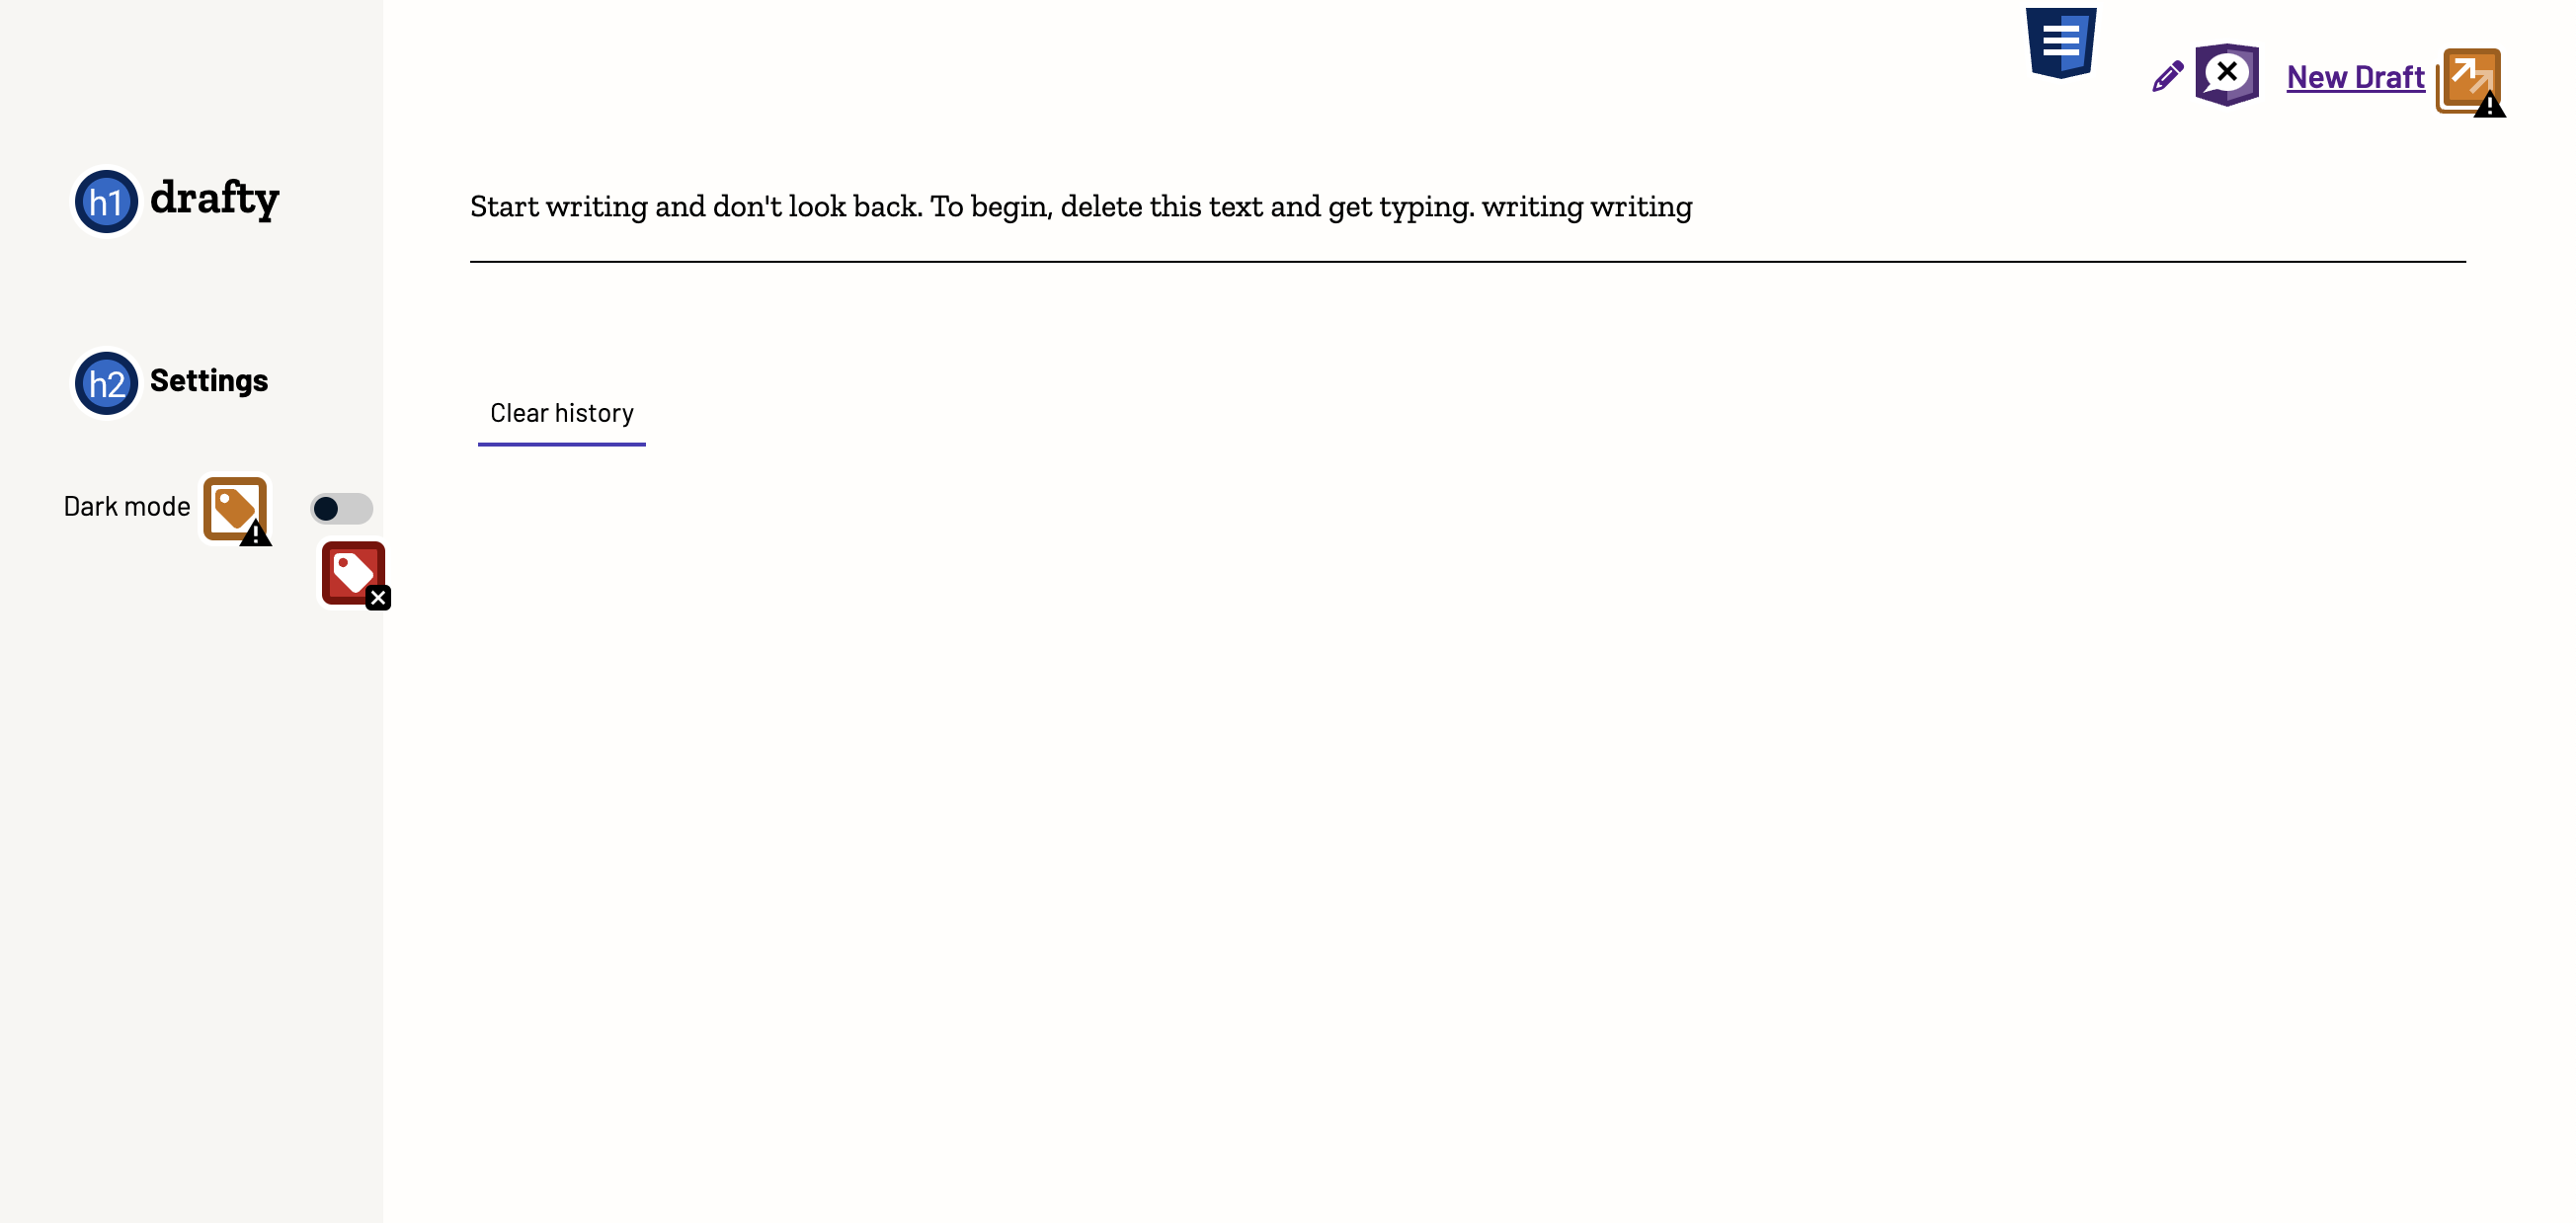 New Draft
h1 drafty
Start writing and don't look back. To begin, delete this text and get typing. writing writing
h2 Settings
Clear history
Dark mode